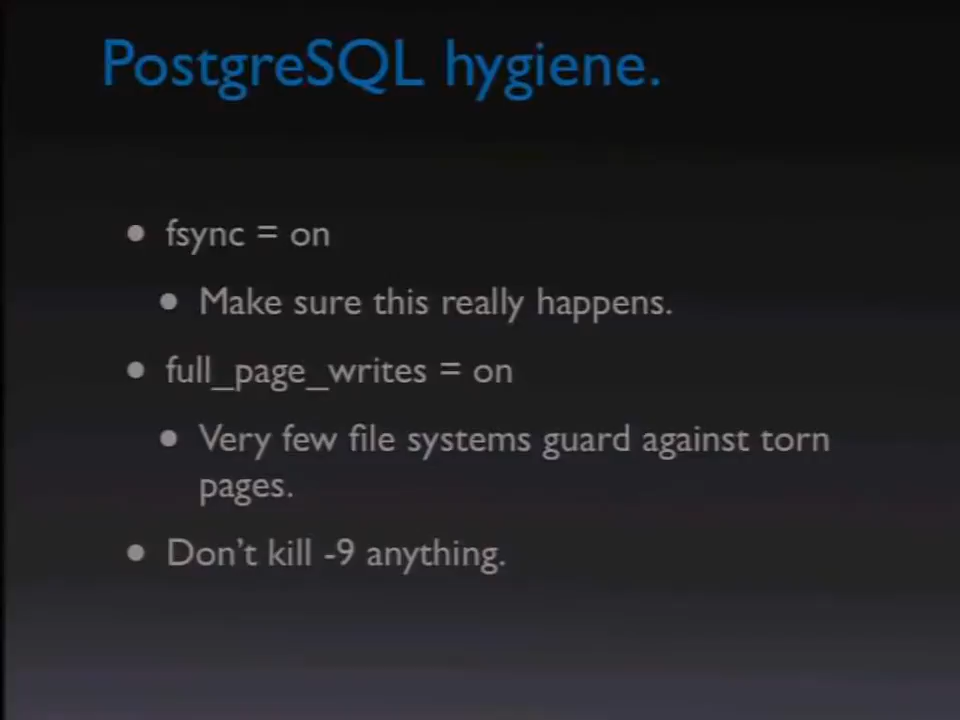 PostgreSQL hygiene.
• fsync = on
• Make sure this really happens.
• full_page_writes = on
• Very few file systems guard against torn
pages.
• Don't kill -9 anything.